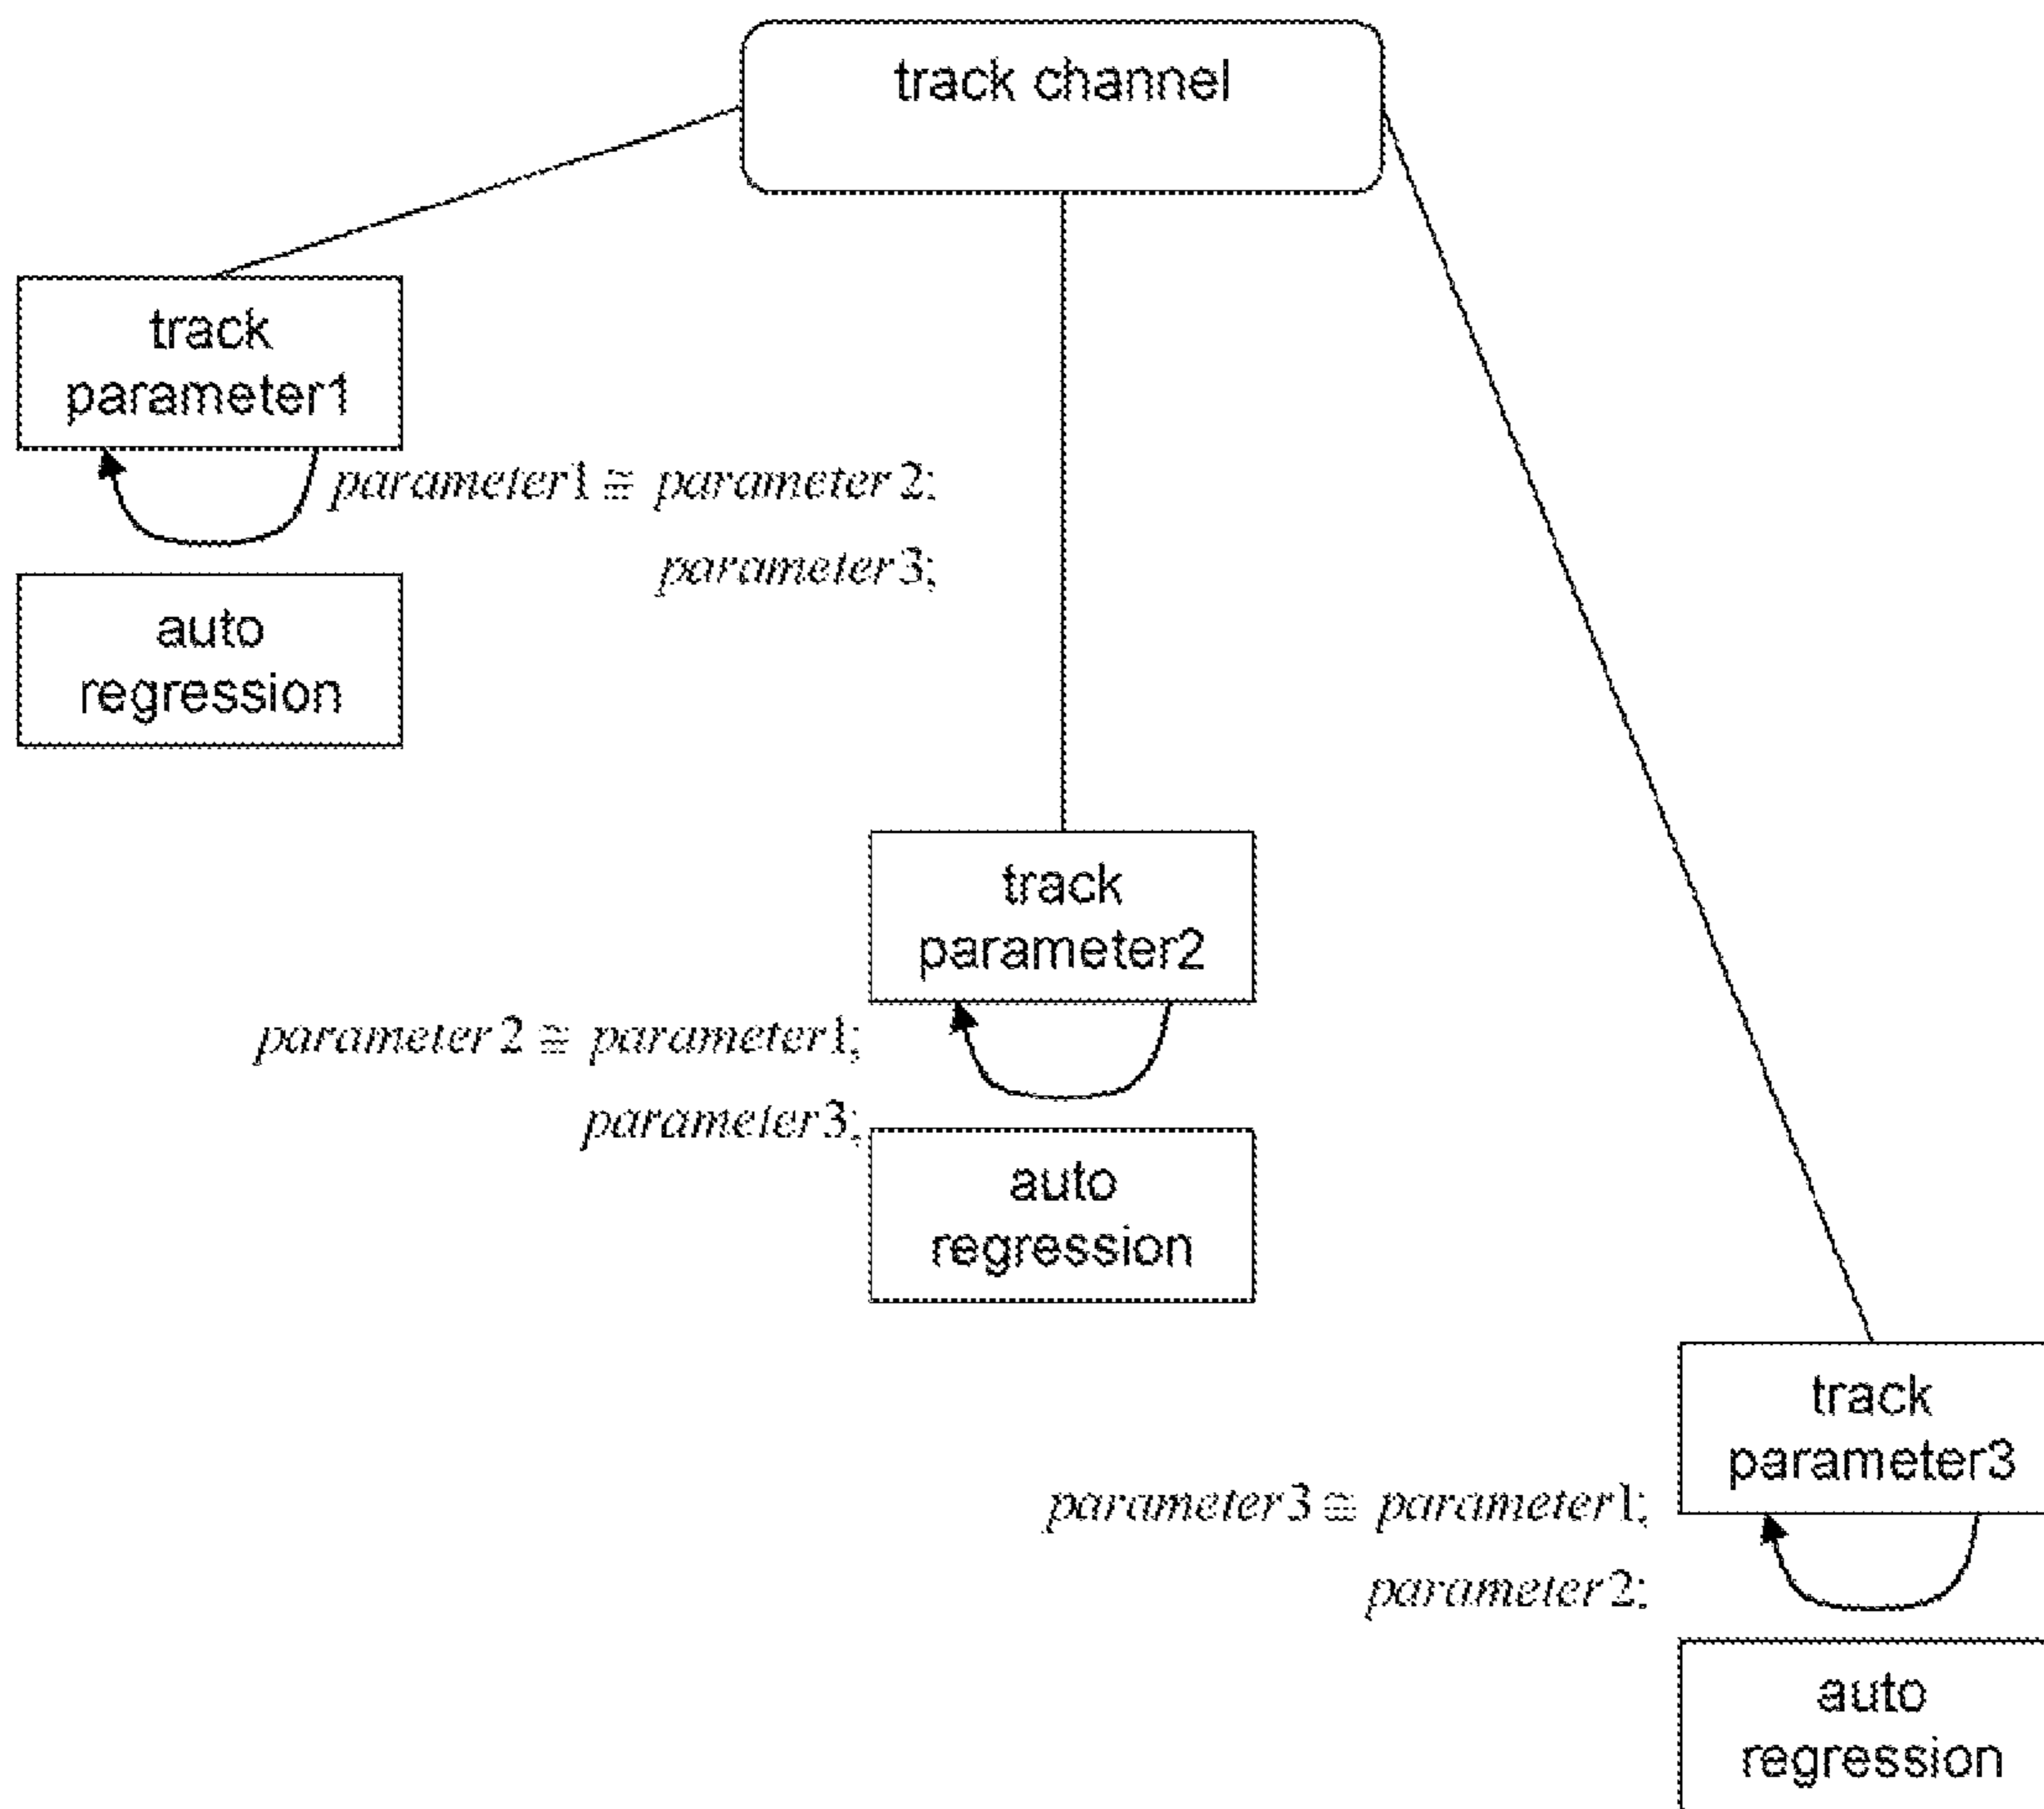 track channel
track
parameter1
parameter1 ≅ parameter2;
parameter3;
auto
regression
track
parameter2
parameter2 ≅ parameter1;
parameter3;
auto
regression
track
parameter3
parameter3 ≅ parameter1;
parameter2;
auto
regression